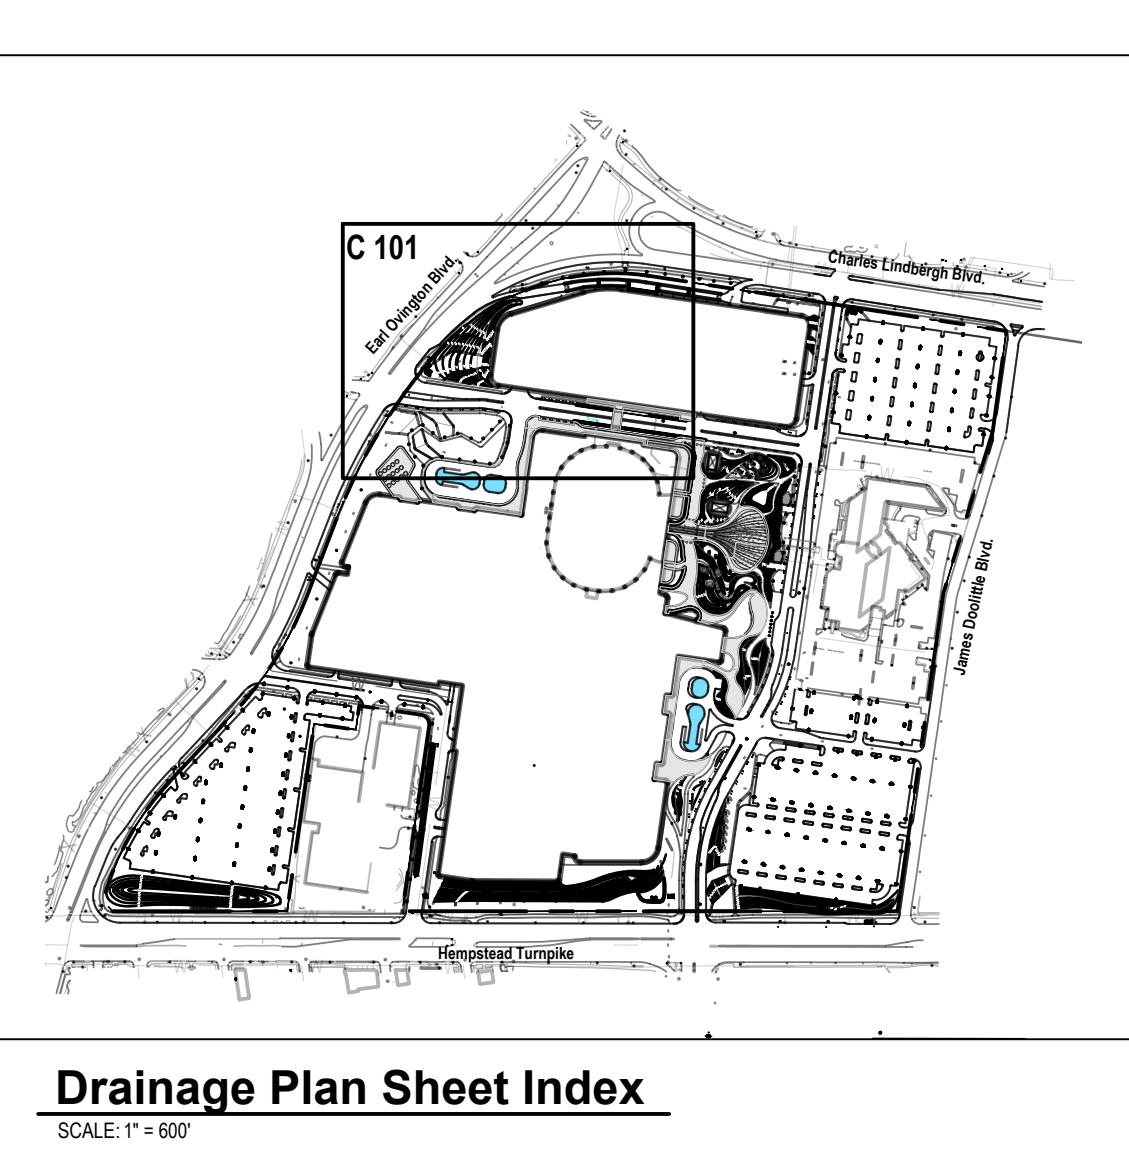 C 101
Earl Ovington Blvd.
Charles Lindbergh Blvd.
James Doolittle Blvd.
W
W
W
W
Hempstead Turnpike
Drainage Plan Sheet Index
SCALE: 1" = 600'